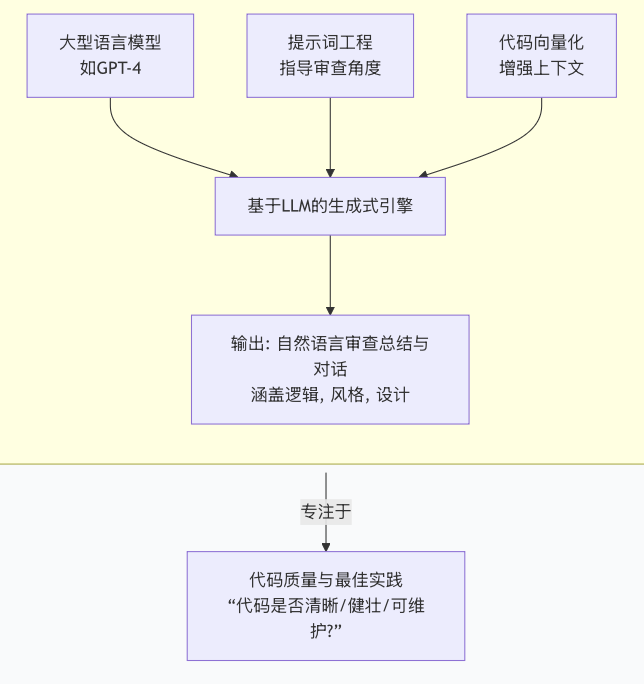 大型语言模型
如GPT-4
提示词工程
指导审查角度
代码向量化
增强上下文
基于LLM的生成式引擎
输出: 自然语言审查总结与
对话
涵盖逻辑, 风格, 设计
专注于
代码质量与最佳实践
“代码是否清晰/健壮/可维
护?”